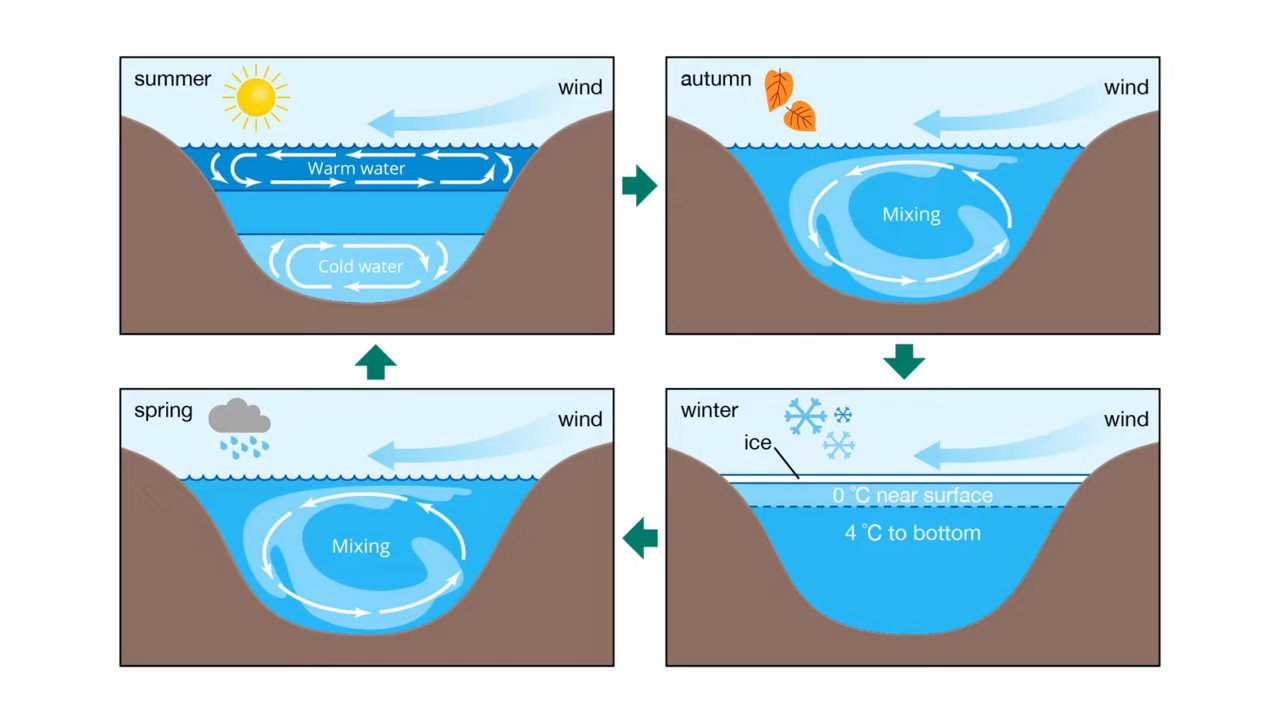 summer
wind
Warm water
Cold water
autumn
wind
Mixing
spring
wind
Mixing
winter
wind
ice
0 °C near surface
4 °C to bottom